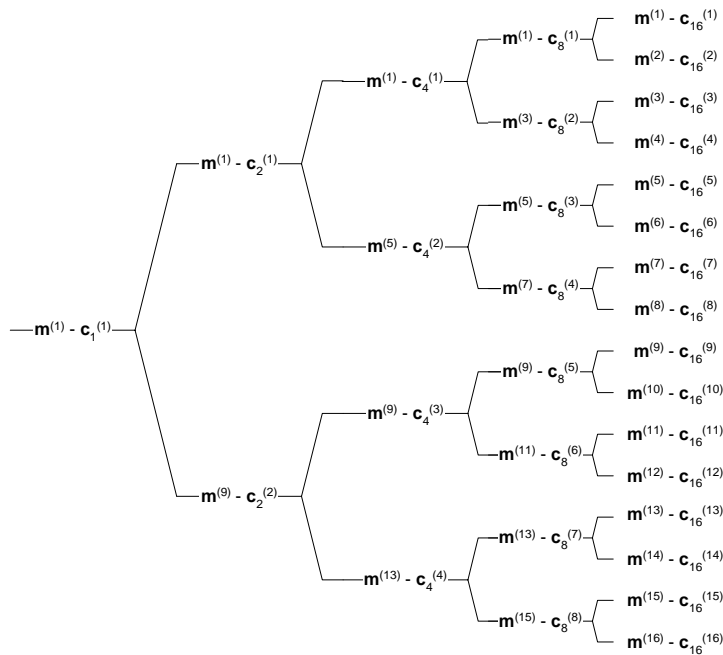 m(1) - c16(1)
m(1) - c8(1)
m(2) - c16(2)
m(1) - c4(1)
m(3) - c16(3)
m(3) - c8(2)
m(4) - c16(4)
m(1) - c2(1)
m(5) - c16(5)
m(5) - c8(3)
m(6) - c16(6)
m(5) - c4(2)
m(7) - c16(7)
m(7) - c8(4)
m(8) - c16(8)
m(1) - c1(1)
m(9) - c16(9)
m(9) - c8(5)
m(10) - c16(10)
m(9) - c4(3)
m(11) - c16(11)
m(11) - c8(6)
m(12) - c16(12)
m(9) - c2(2)
m(13) - c16(13)
m(13) - c8(7)
m(14) - c16(14)
m(13) - c4(4)
m(15) - c16(15)
m(15) - c8(8)
m(16) - c16(16)